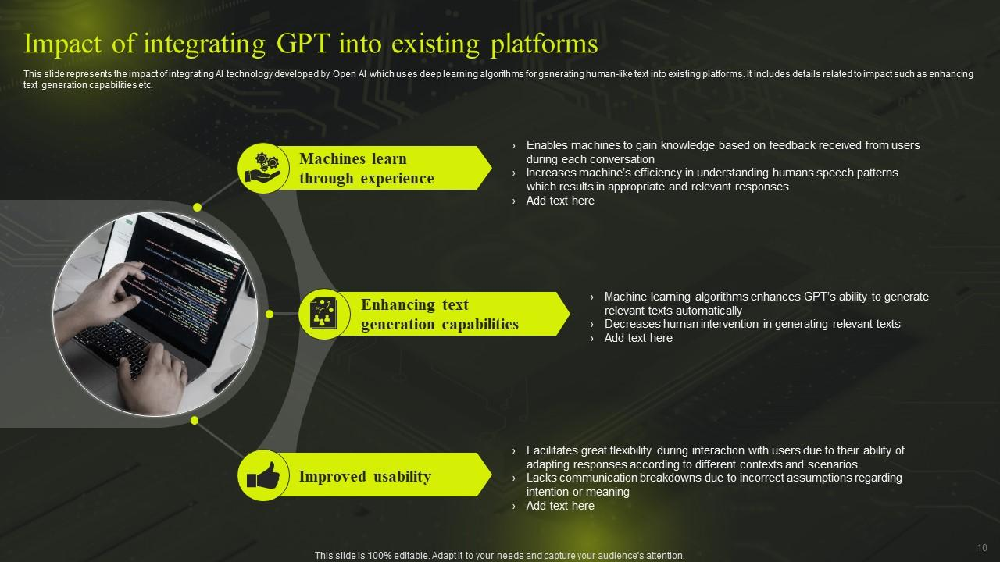 Impact of integrating GPT into existing platforms
This slide represents the impact of integrating AI technology developed by Open AI which uses deep learning algorithms for generating human-like text into existing platforms. It includes details related to impact such as enhancing
text generation capabilities etc.
Machines learn
through experience
› Enables machines to gain knowledge based on feedback received from users
during each conversation
› Increases machine's efficiency in understanding humans speech patterns
which results in appropriate and relevant responses
› Add text here
Enhancing text
generation capabilities
› Machine learning algorithms enhances GPT's ability to generate
relevant texts automatically
› Decreases human intervention in generating relevant texts
› Add text here
Improved usability
› Facilitates great flexibility during interaction with users due to their ability of
adapting responses according to different contexts and scenarios
› Lacks communication breakdowns due to incorrect assumptions regarding
intention or meaning
› Add text here
This slide is 100% editable. Adapt it to your needs and capture your audience's attention.
10